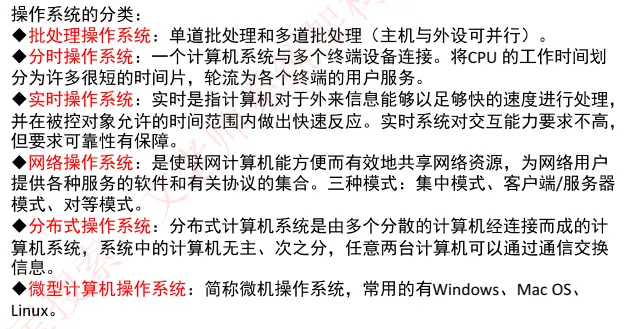 操作系统的分类：
◆批处理操作系统：单道批处理和多道批处理（主机与外设可并行）。
◆分时操作系统：一个计算机系统与多个终端设备连接。将CPU 的工作时间划
分为许多很短的时间片，轮流为各个终端的用户服务。
◆实时操作系统：实时是指计算机对于外来信息能够以足够快的速度进行处理，
并在被控对象允许的时间范围内做出快速反应。实时系统对交互能力要求不高，
但要求可靠性有保障。
◆网络操作系统：是使联网计算机能方便而有效地共享网络资源，为网络用户
提供各种服务的软件和有关协议的集合。三种模式：集中模式、客户端/服务器
模式、对等模式。
◆分布式操作系统：分布式计算机系统是由多个分散的计算机经连接而成的计
算机系统，系统中的计算机无主、次之分，任意两台计算机可以通过通信交换
信息。
◆微型计算机操作系统：简称微机操作系统，常用的有Windows、Mac OS、
Linux。